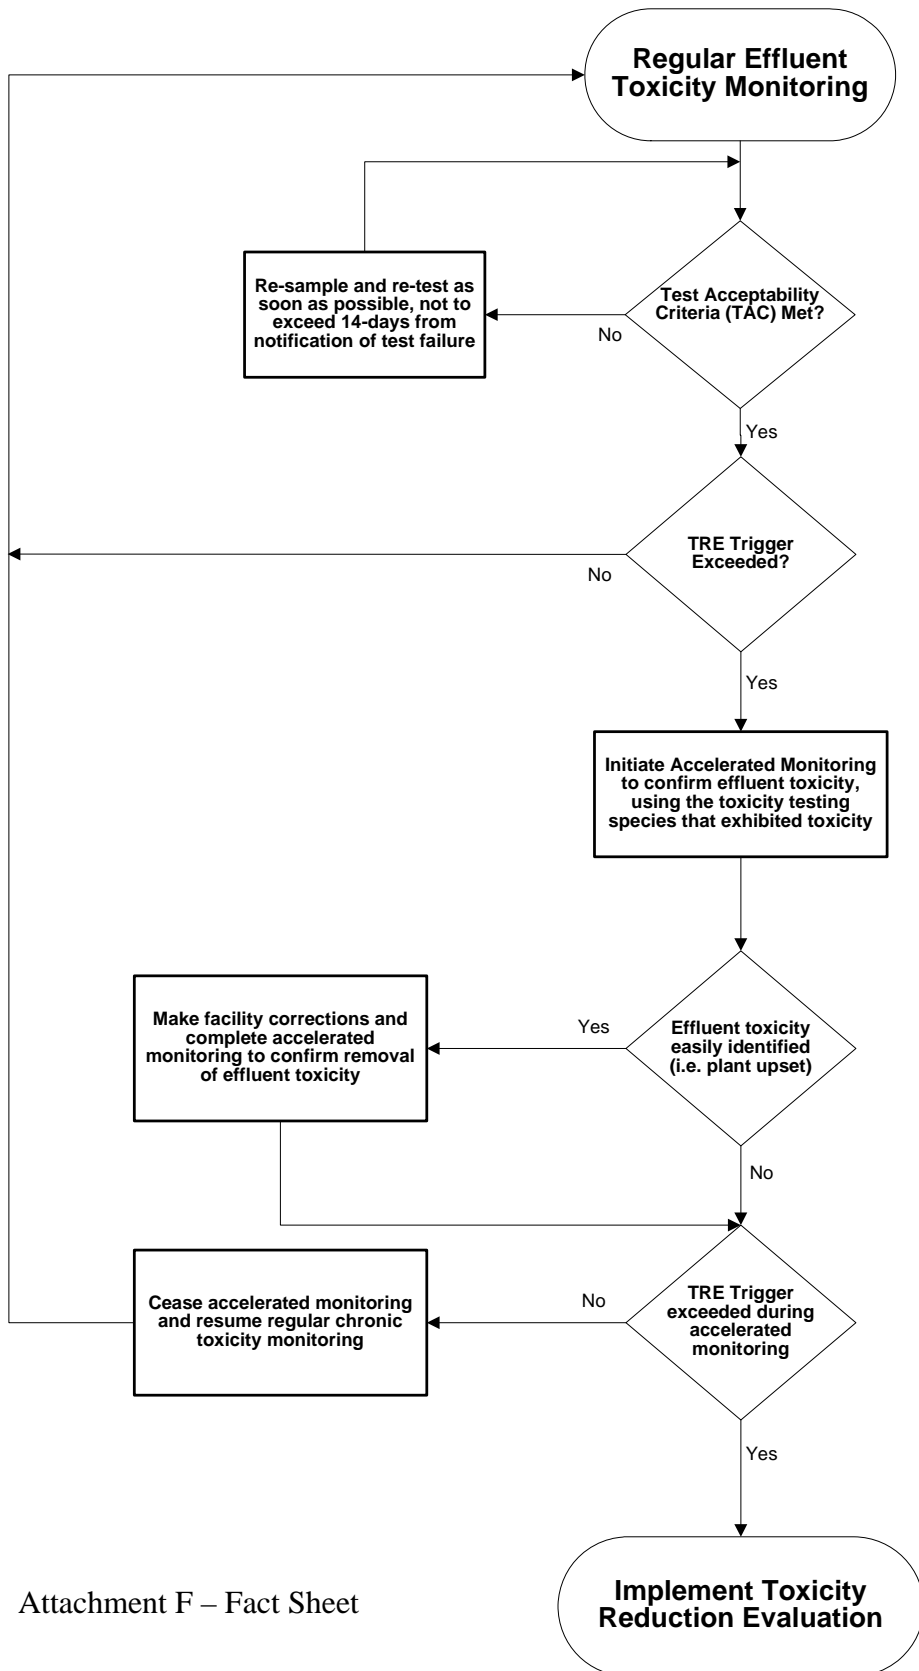 Regular Effluent
Toxicity Monitoring
Re-sample and re-test as
soon as possible, not to
exceed 14-days from
notification of test failure
Test Acceptability
Criteria (TAC) Met?
No
Yes
TRE Trigger
Exceeded?
No
Yes
Initiate Accelerated Monitoring
to confirm effluent toxicity,
using the toxicity testing
species that exhibited toxicity
Make facility corrections and
complete accelerated
monitoring to confirm removal
of effluent toxicity
Yes
Effluent toxicity
easily identified
(i.e. plant upset)
No
Cease accelerated monitoring
and resume regular chronic
toxicity monitoring
No
TRE Trigger
exceeded during
accelerated
monitoring
Yes
Attachment F – Fact Sheet
Implement Toxicity
Reduction Evaluation